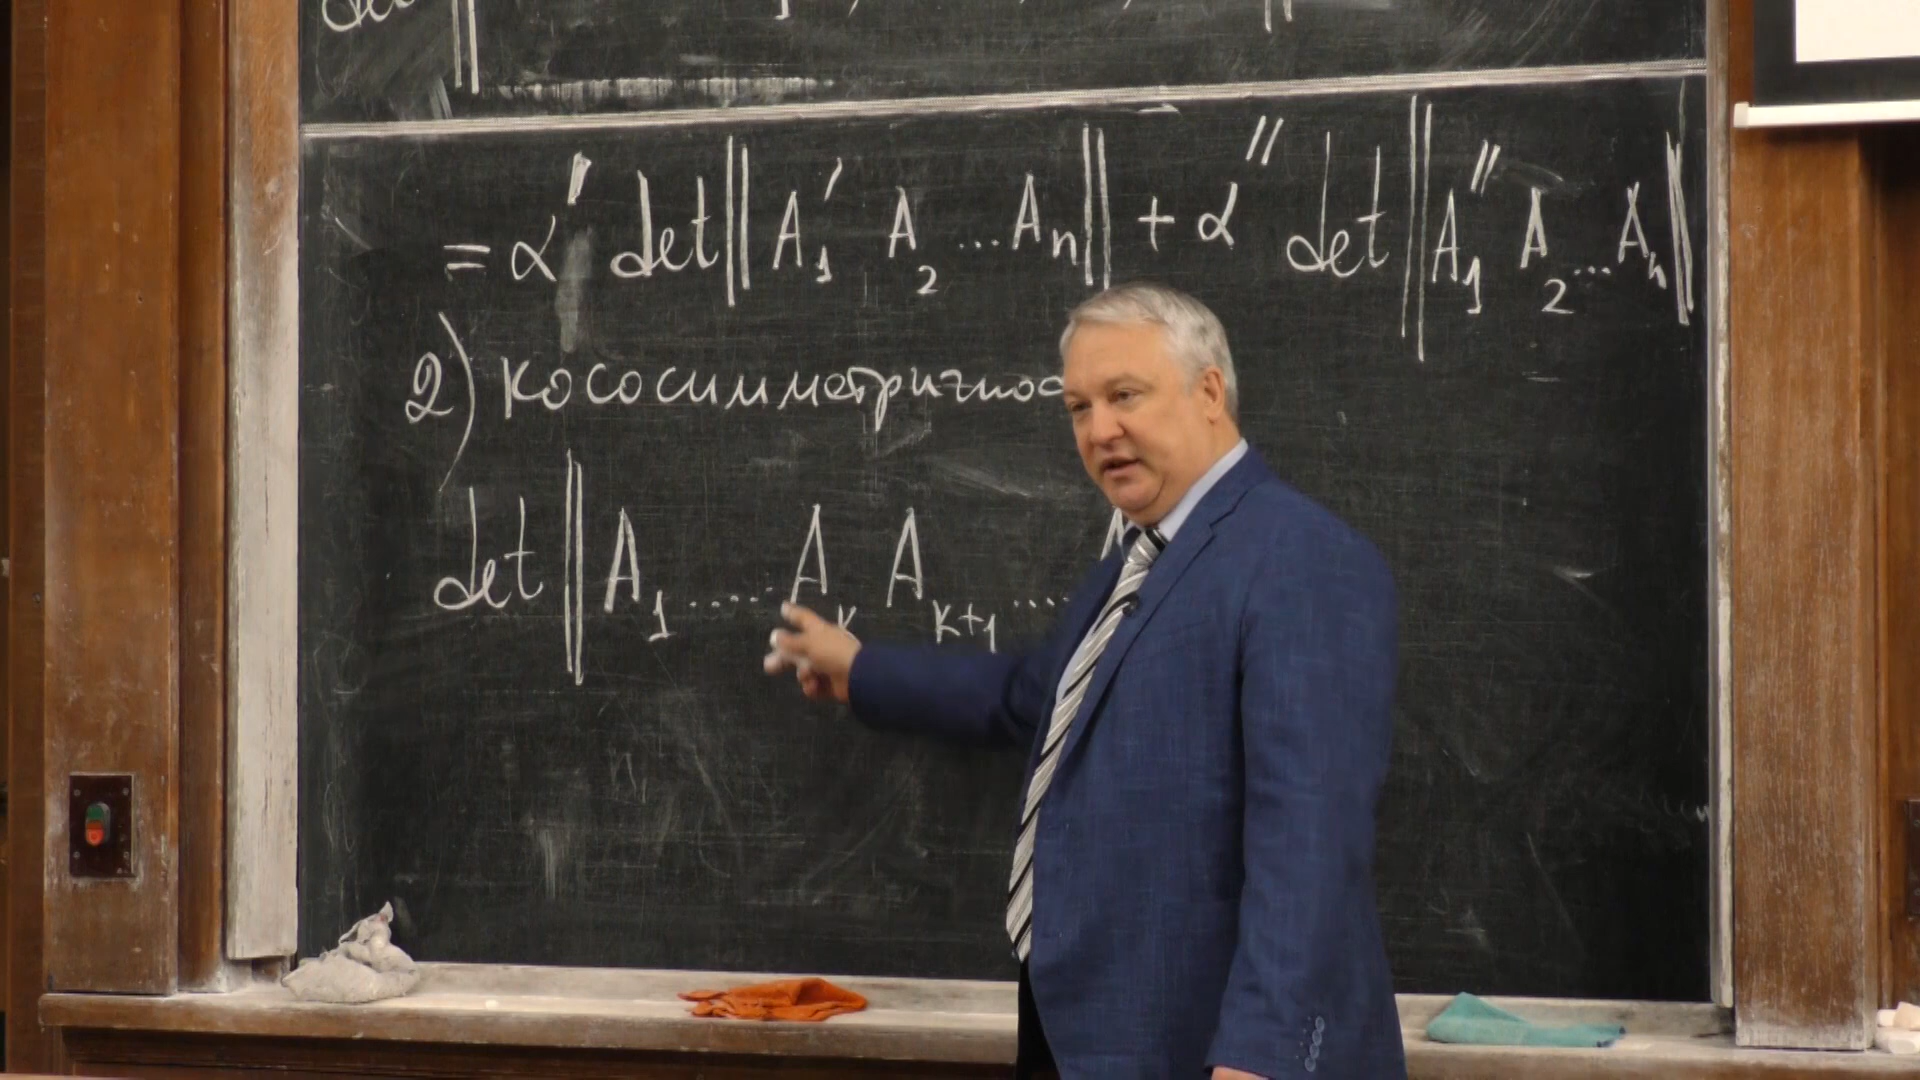 = α' det‖A₁' A₂ ... Aₙ‖ + α'' det‖A₁'' A₂ ... Aₙ‖
2) кососимметричнос
det‖A₁ ..... Aₖ Aₖ₊₁ .... A